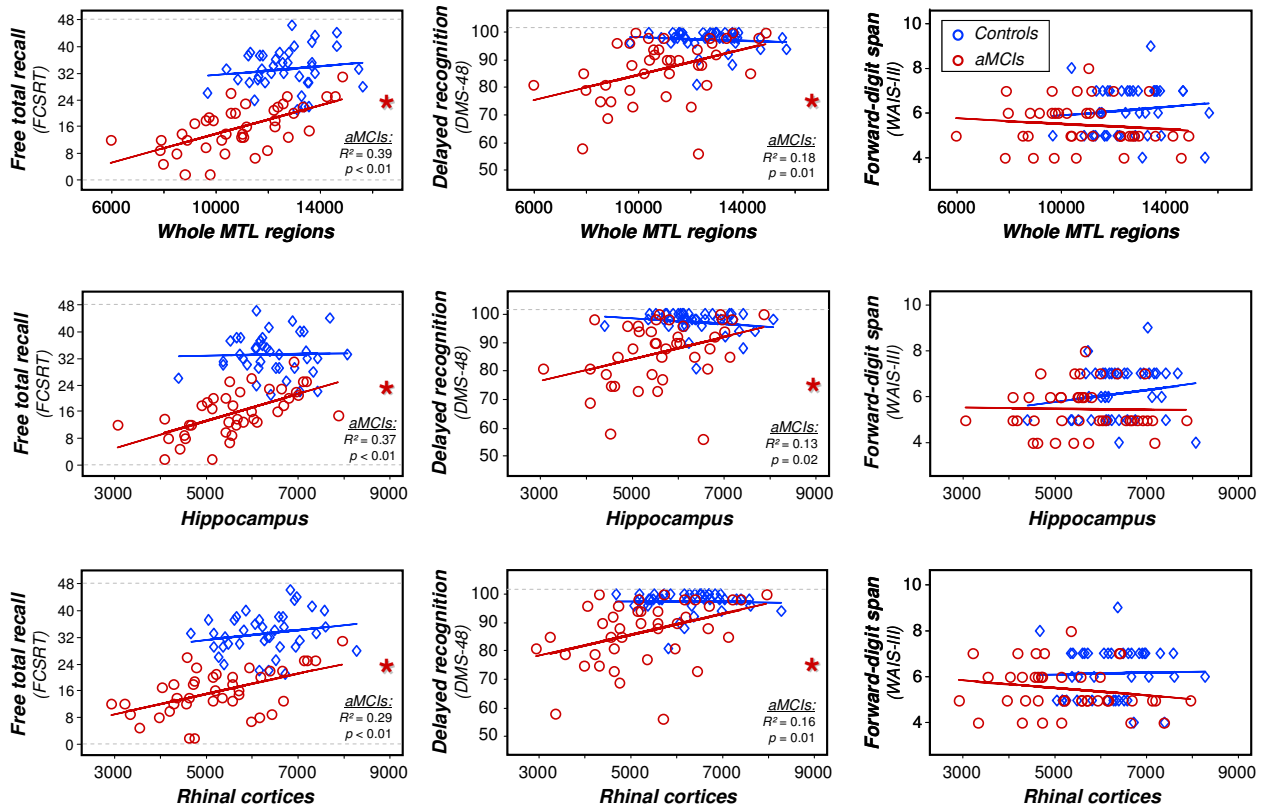 Free total recall
(FCSRT)
48
40
32
24
16
8
0
*
aMCIs:
R² = 0.39
p < 0.01
6000 10000 14000
Whole MTL regions
Delayed recognition
(DMS-48)
100
90
80
70
60
50
*
aMCIs:
R² = 0.18
p = 0.01
6000 10000 14000
Whole MTL regions
Forward-digit span
(WAIS-III)
10
8
6
4
Controls
aMCIs
6000 10000 14000
Whole MTL regions
Free total recall
(FCSRT)
48
40
32
24
16
8
0
*
aMCIs:
R² = 0.37
p < 0.01
3000 5000 7000 9000
Hippocampus
Delayed recognition
(DMS-48)
100
90
80
70
60
50
*
aMCIs:
R² = 0.13
p = 0.02
3000 5000 7000 9000
Hippocampus
Forward-digit span
(WAIS-III)
10
8
6
4
3000 5000 7000 9000
Hippocampus
Free total recall
(FCSRT)
48
40
32
24
16
8
0
*
aMCIs:
R² = 0.29
p < 0.01
3000 5000 7000 9000
Rhinal cortices
Delayed recognition
(DMS-48)
100
90
80
70
60
50
*
aMCIs:
R² = 0.16
p = 0.01
3000 5000 7000 9000
Rhinal cortices
Forward-digit span
(WAIS-III)
10
8
6
4
3000 5000 7000 9000
Rhinal cortices